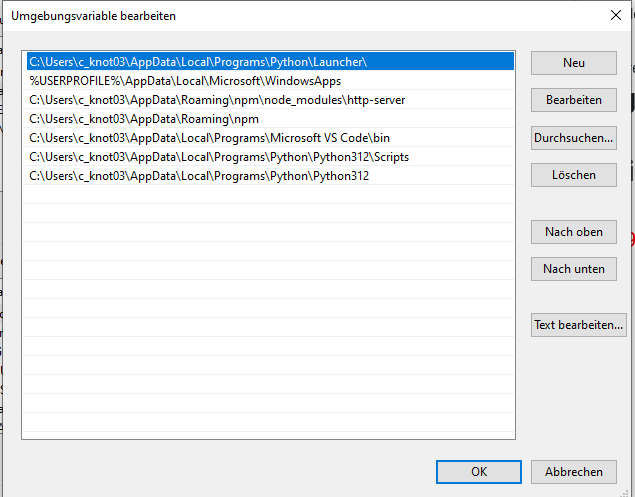 Umgebungsvariable bearbeiten
C:\Users\c_knot03\AppData\Local\Programs\Python\Launcher\
%USERPROFILE%\AppData\Local\Microsoft\WindowsApps
C:\Users\c_knot03\AppData\Roaming\npm\node_modules\http-server
C:\Users\c_knot03\AppData\Roaming\npm
C:\Users\c_knot03\AppData\Local\Programs\Microsoft VS Code\bin
C:\Users\c_knot03\AppData\Local\Programs\Python\Python312\Scripts
C:\Users\c_knot03\AppData\Local\Programs\Python\Python312
Neu
Bearbeiten
Durchsuchen...
Löschen
Nach oben
Nach unten
Text bearbeiten...
OK
Abbrechen